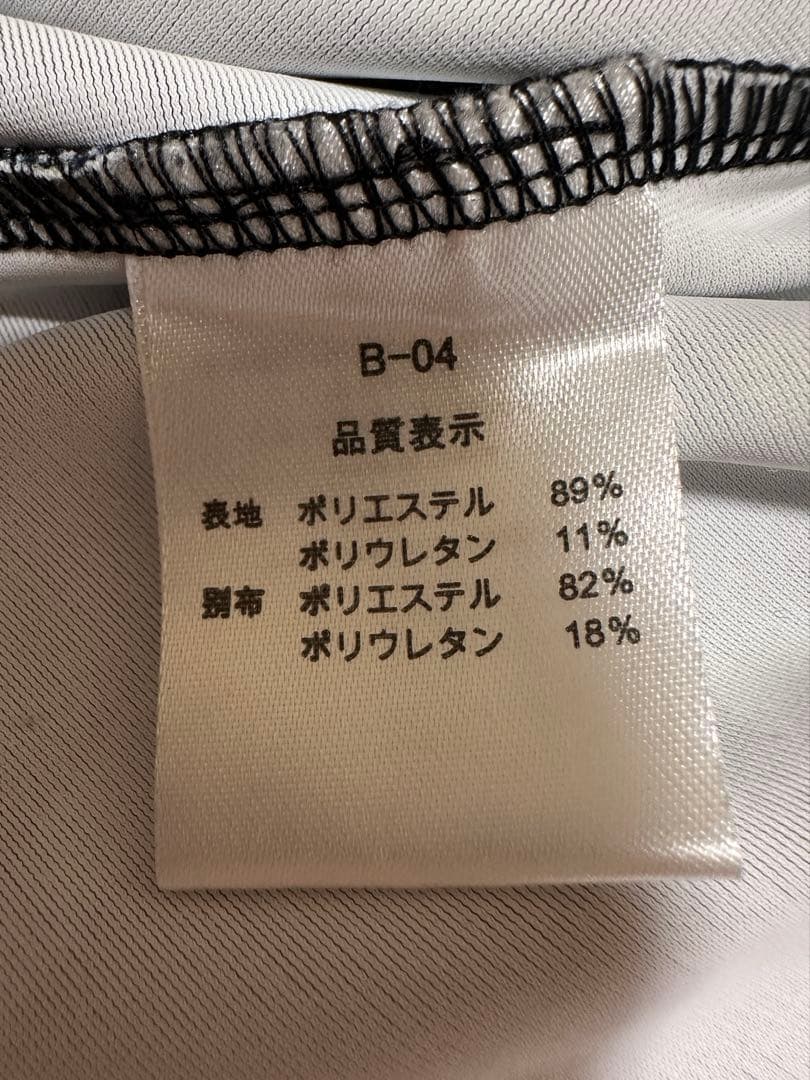 B-04
品質表示
表地 ポリエステル 89%
ポリウレタン 11%
別布 ポリエステル 82%
ポリウレタン 18%